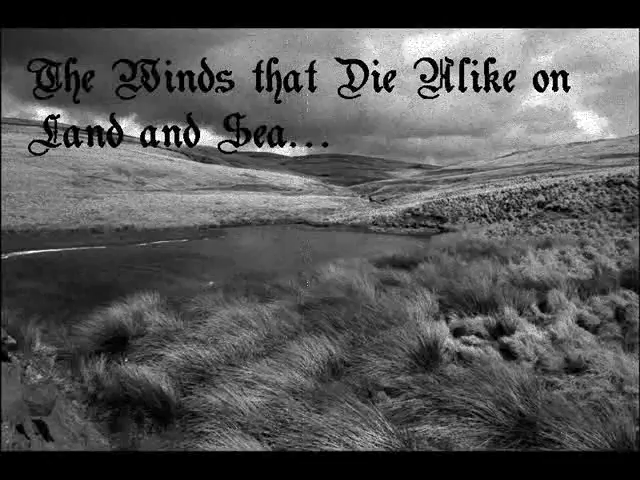 The Winds that Die Alike on
Land and Sea...